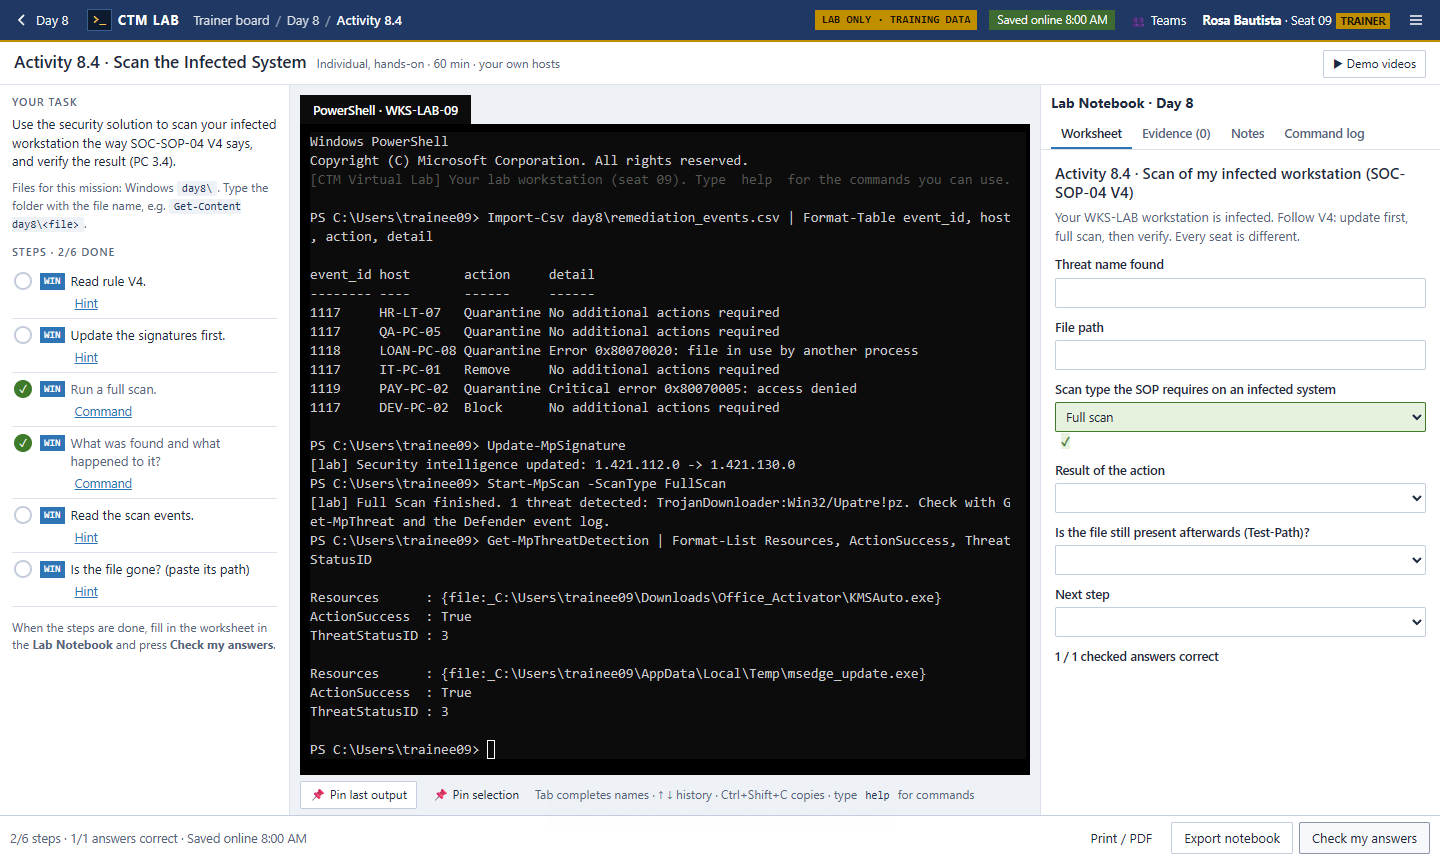 Day 8
>_
CTM LAB
Trainer board / Day 8 / Activity 8.4
LAB ONLY · TRAINING DATA
Saved online 8:00 AM
Teams
Rosa Bautista · Seat 09 TRAINER
Activity 8.4 · Scan the Infected System
Individual, hands-on · 60 min · your own hosts
▶ Demo videos
YOUR TASK
Use the security solution to scan your infected
workstation the way SOC-SOP-04 V4 says,
and verify the result (PC 3.4).
Files for this mission: Windows day8\ . Type the
folder with the file name, e.g. Get-Content
day8\<file> .
STEPS · 2/6 DONE
WIN Read rule V4.
Hint
WIN Update the signatures first.
Hint
✓ WIN Run a full scan.
Command
✓ WIN What was found and what
happened to it?
Command
WIN Read the scan events.
Hint
WIN Is the file gone? (paste its path)
Hint
When the steps are done, fill in the worksheet in
the Lab Notebook and press Check my answers.
PowerShell · WKS-LAB-09
Windows PowerShell
Copyright (C) Microsoft Corporation. All rights reserved.
[CTM Virtual Lab] Your lab workstation (seat 09). Type  help  for the commands you can use.
PS C:\Users\trainee09> Import-Csv day8\remediation_events.csv | Format-Table event_id, host
, action, detail
event_id host       action     detail
-------- ----       ------     ------
1117     HR-LT-07   Quarantine No additional actions required
1117     QA-PC-05   Quarantine No additional actions required
1118     LOAN-PC-08 Quarantine Error 0x80070020: file in use by another process
1117     IT-PC-01   Remove     No additional actions required
1119     PAY-PC-02  Quarantine Critical error 0x80070005: access denied
1117     DEV-PC-02  Block      No additional actions required
PS C:\Users\trainee09> Update-MpSignature
[lab] Security intelligence updated: 1.421.112.0 -> 1.421.130.0
PS C:\Users\trainee09> Start-MpScan -ScanType FullScan
[lab] Full Scan finished. 1 threat detected: TrojanDownloader:Win32/Upatre!pz. Check with G
et-MpThreat and the Defender event log.
PS C:\Users\trainee09> Get-MpThreatDetection | Format-List Resources, ActionSuccess, Threat
StatusID
Resources      : {file:_C:\Users\trainee09\Downloads\Office_Activator\KMSAuto.exe}
ActionSuccess  : True
ThreatStatusID : 3
Resources      : {file:_C:\Users\trainee09\AppData\Local\Temp\msedge_update.exe}
ActionSuccess  : True
ThreatStatusID : 3
PS C:\Users\trainee09>
Pin last output
Pin selection
Tab completes names · ↑ ↓ history · Ctrl+Shift+C copies · type help for commands
Lab Notebook · Day 8
Worksheet
Evidence (0)
Notes
Command log
Activity 8.4 · Scan of my infected workstation (SOC-
SOP-04 V4)
Your WKS-LAB workstation is infected. Follow V4: update first,
full scan, then verify. Every seat is different.
Threat name found
File path
Scan type the SOP requires on an infected system
Full scan
✓
Result of the action
Is the file still present afterwards (Test-Path)?
Next step
1 / 1 checked answers correct
2/6 steps · 1/1 answers correct · Saved online 8:00 AM
Print / PDF
Export notebook
Check my answers